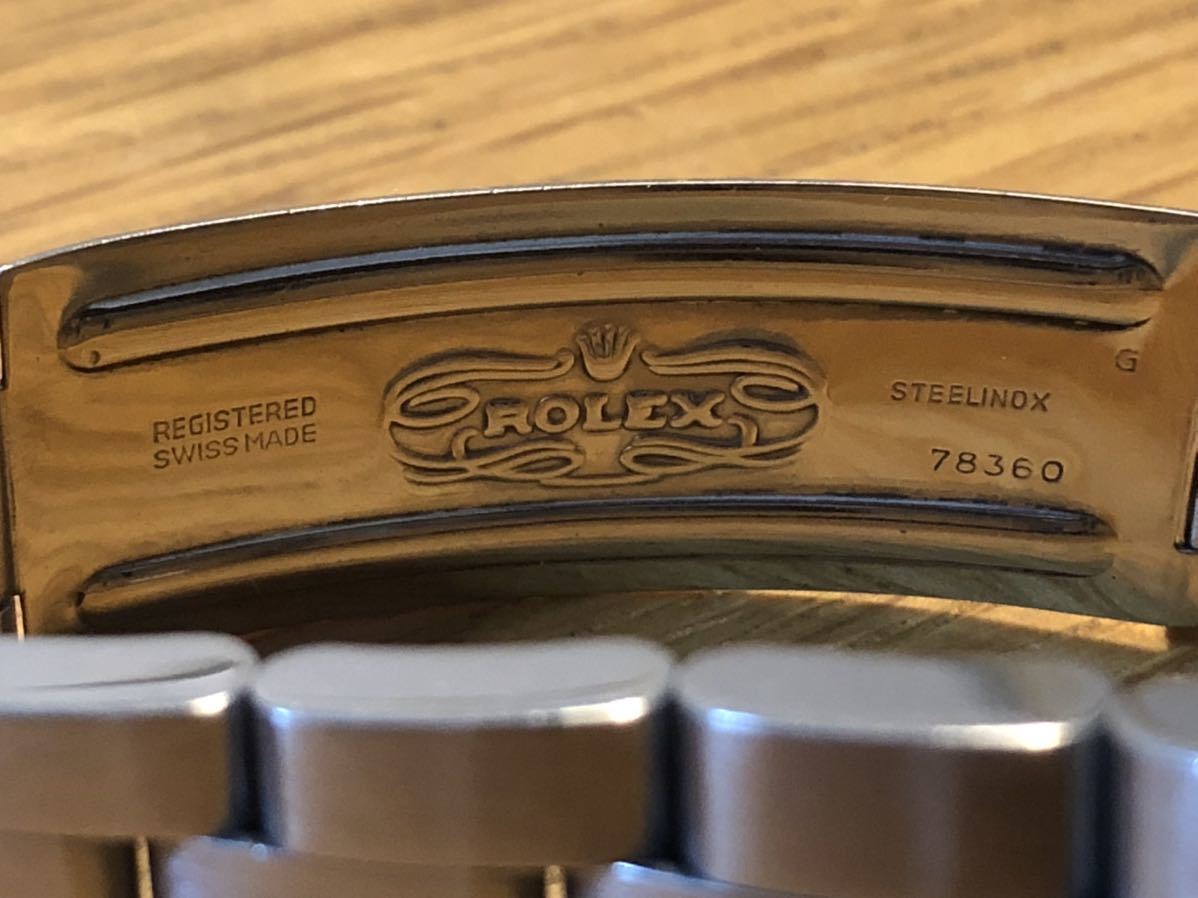 REGISTERED
SWISS MADE
ROLEX
G
STEELINOX
78360